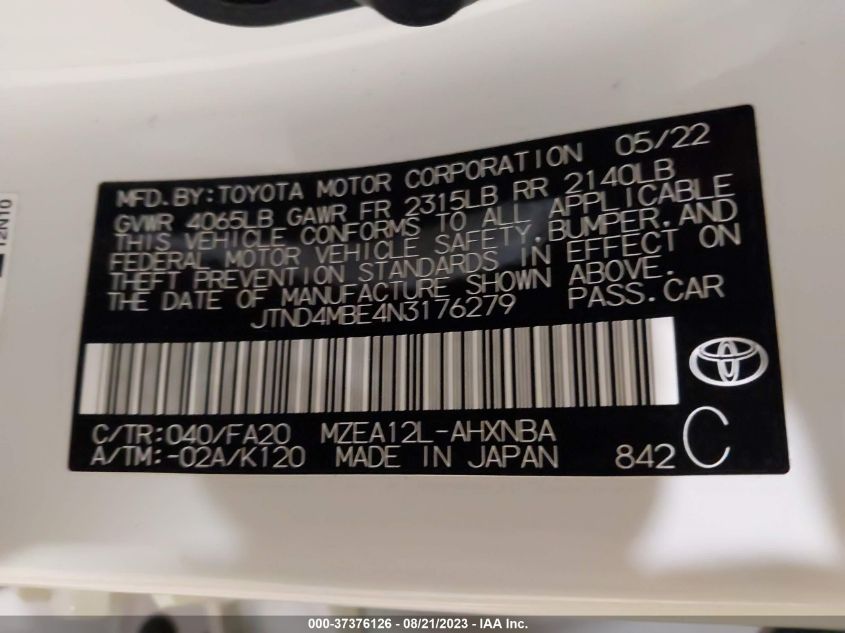 12N10
MFD.BY:TOYOTA MOTOR CORPORATION 05/22
GVWR 4065LB GAWR FR 2315LB RR 2140LB
THIS VEHICLE CONFORMS TO ALL APPLICABLE
FEDERAL MOTOR VEHICLE SAFETY,BUMPER,AND
THEFT PREVENTION STANDARDS IN EFFECT ON
THE DATE OF MANUFACTURE SHOWN ABOVE.
JTND4MBE4N3176279 PASS.CAR
C/TR:040/FA20 MZEA12L-AHXNBA
A/TM:-02A/K120 MADE IN JAPAN 842 C
000-37376126 - 08/21/2023 - IAA Inc.